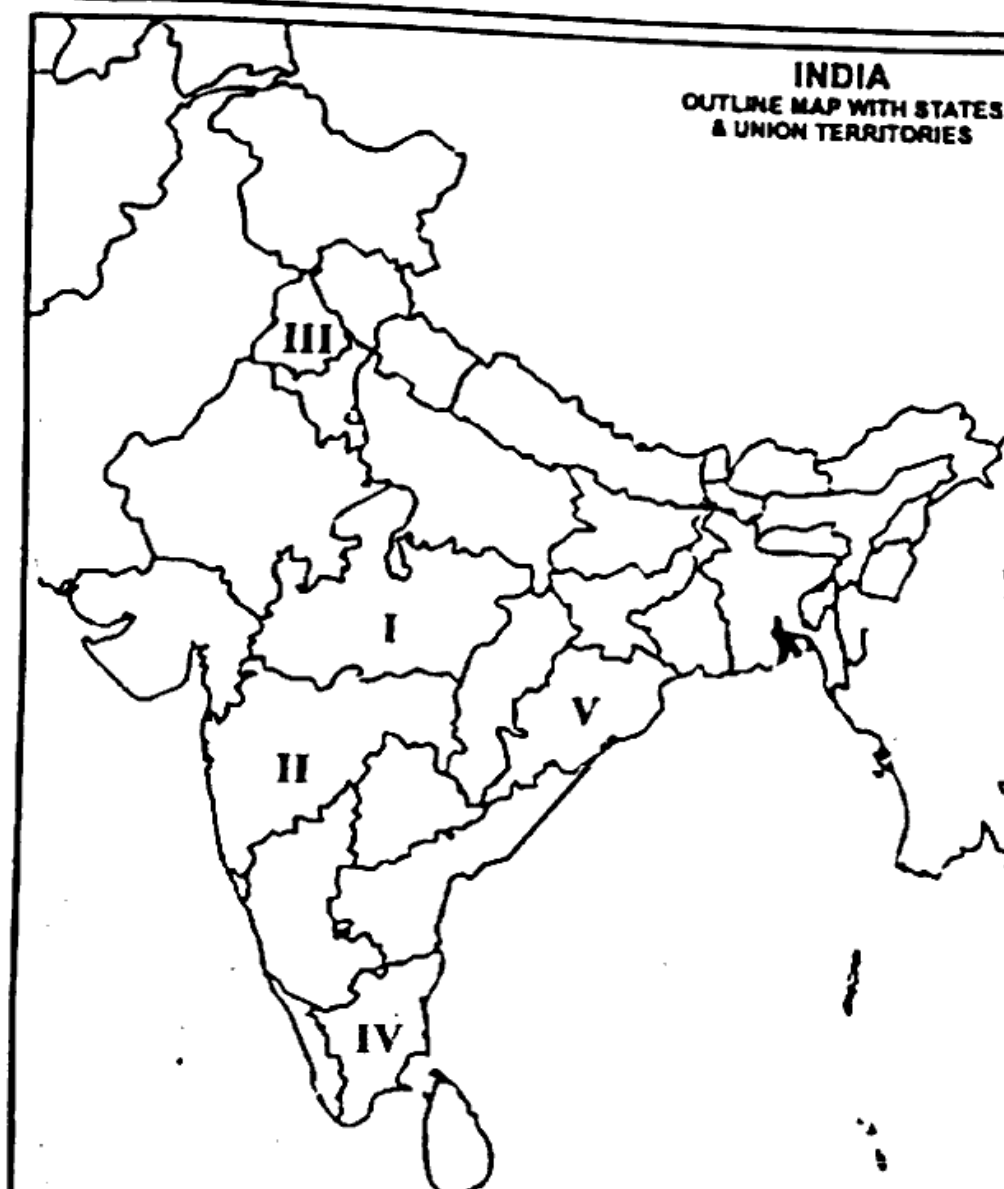 INDIA
OUTLINE MAP WITH STATES
& UNION TERRITORIES
III
I
V
II
IV